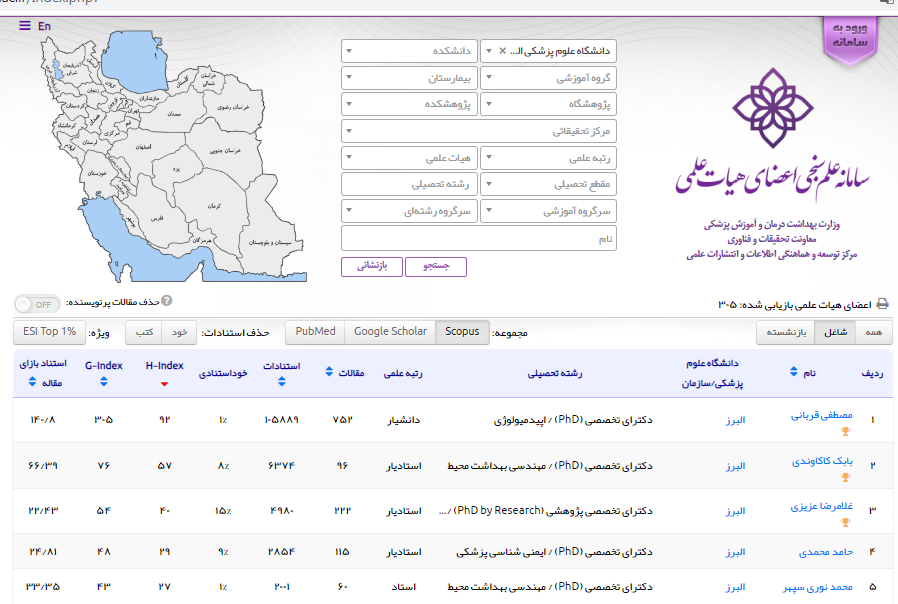 En
ورود به
سامانه
سامانه علم سنجی اعضای هیات علمی
وزارت بهداشت درمان و آموزش پزشکی
معاونت تحقیقات و فناوری
مرکز توسعه و هماهنگی اطلاعات و انتشارات علمی
دانشگاه علوم پزشکی ال... × دانشکده
گروه آموزشی بیمارستان
پژوهشگاه پژوهشکده
مرکز تحقیقاتی
رتبه علمی هیات علمی
مقطع تحصیلی رشته تحصیلی
سرگروه آموزشی سرگروه رشته‌ای
نام
جستجو بازنشانی
آذربایجان شرقی
زنجان
کردستان
کرمانشاه
لرستان
مرکزی
قم
تهران
مازندران
سمنان
خراسان شمالی
خراسان رضوی
خراسان جنوبی
اصفهان
یزد
خوزستان
فارس
کرمان
هرمزگان
سیستان و بلوچستان
اعضای هیات علمی بازیابی شده: ۳۰۵
حذف مقالات پرنویسنده: OFF
همه شاغل بازنشسته
مجموعه: Scopus Google Scholar PubMed
حذف استنادات: خود کتب
ویژه: ESI Top 1%
ردیف نام دانشگاه علوم پزشکی/سازمان رشته تحصیلی رتبه علمی مقالات استنادات خوداستنادی H-Index G-Index استناد بازای مقاله
۱ مصطفی قربانی البرز دکترای تخصصی (PhD) / اپیدمیولوژی دانشیار ۷۵۲ ۱۰۵۸۸۹ ۱٪ ۹۲ ۳۰۵ ۱۴۰/۸
۲ بابک کاکاوندی البرز دکترای تخصصی (PhD) / مهندسی بهداشت محیط استادیار ۹۶ ۶۳۷۴ ۸٪ ۵۷ ۷۶ ۶۶/۳۹
۳ غلامرضا عزیزی البرز دکترای تخصصی پژوهشی (PhD by Research) /... استادیار ۲۲۲ ۴۹۸۰ ۱۵٪ ۴۰ ۵۴ ۲۲/۴۳
۴ حامد محمدی البرز دکترای تخصصی (PhD) / ایمنی شناسی پزشکی استادیار ۱۱۵ ۲۸۵۴ ۹٪ ۲۹ ۴۸ ۲۴/۸۱
۵ محمد نوری سپهر البرز دکترای تخصصی (PhD) / مهندسی بهداشت محیط استاد ۶۰ ۲۰۰۱ ۱٪ ۲۷ ۴۳ ۳۳/۳۵